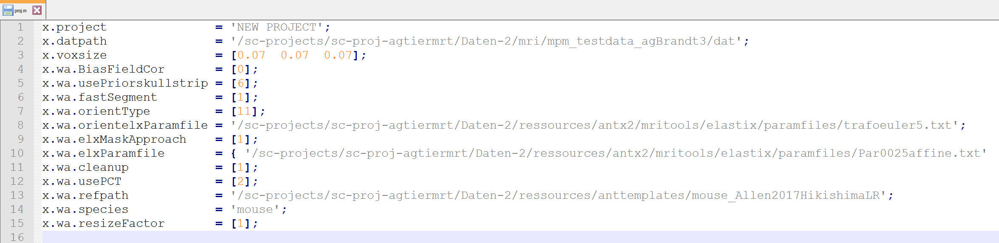 proj.m
1 x.project = 'NEW PROJECT';
2 x.datpath = '/sc-projects/sc-proj-agtiermrt/Daten-2/mri/mpm_testdata_agBrandt3/dat';
3 x.voxsize = [0.07  0.07  0.07];
4 x.wa.BiasFieldCor = [0];
5 x.wa.usePriorskullstrip = [6];
6 x.wa.fastSegment = [1];
7 x.wa.orientType = [11];
8 x.wa.orientelxParamfile = '/sc-projects/sc-proj-agtiermrt/Daten-2/ressources/antx2/mritools/elastix/paramfiles/trafoeuler5.txt';
9 x.wa.elxMaskApproach = [1];
10 x.wa.elxParamfile = { '/sc-projects/sc-proj-agtiermrt/Daten-2/ressources/antx2/mritools/elastix/paramfiles/Par0025affine.txt'
11 x.wa.cleanup = [1];
12 x.wa.usePCT = [2];
13 x.wa.refpath = '/sc-projects/sc-proj-agtiermrt/Daten-2/ressources/anttemplates/mouse_Allen2017HikishimaLR';
14 x.wa.species = 'mouse';
15 x.wa.resizeFactor = [1];
16